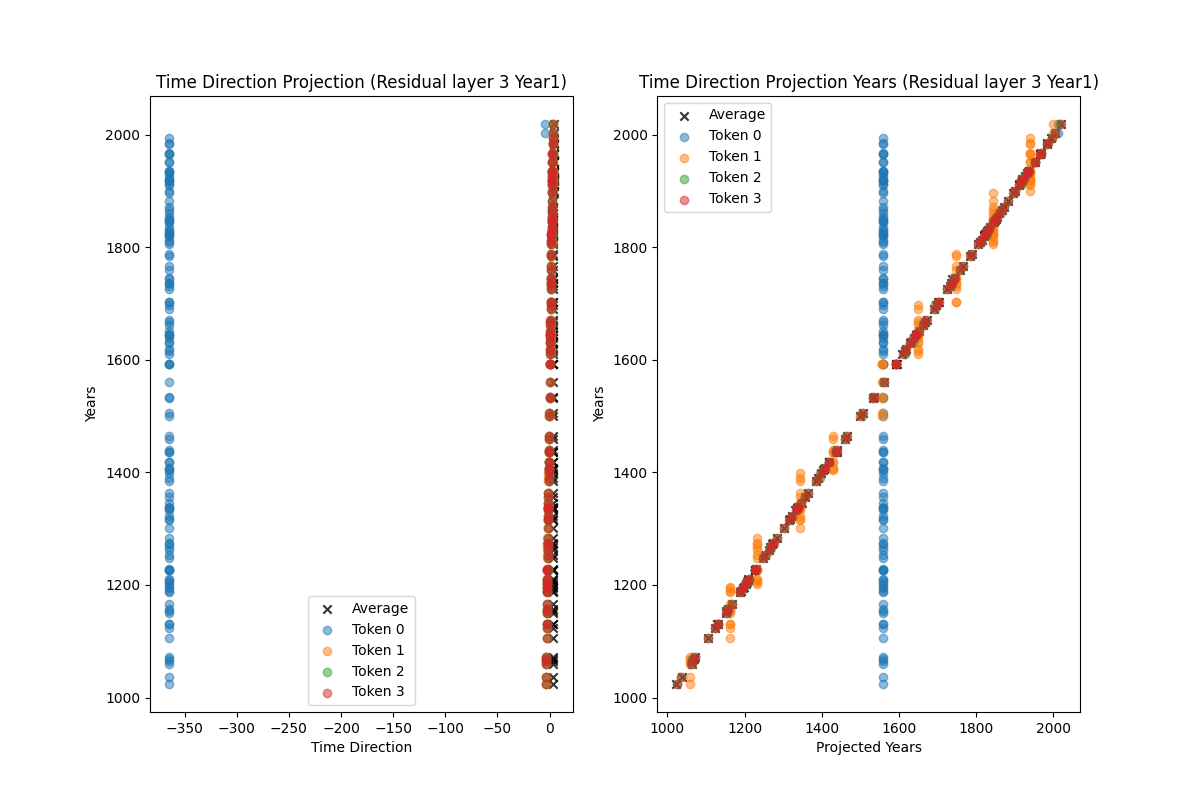 Time Direction Projection (Residual layer 3 Year1)
Years
2000
1800
1600
1400
1200
1000
−350 −300 −250 −200 −150 −100 −50 0
Time Direction
Average
Token 0
Token 1
Token 2
Token 3
Time Direction Projection Years (Residual layer 3 Year1)
Years
2000
1800
1600
1400
1200
1000
1000 1200 1400 1600 1800 2000
Projected Years
Average
Token 0
Token 1
Token 2
Token 3